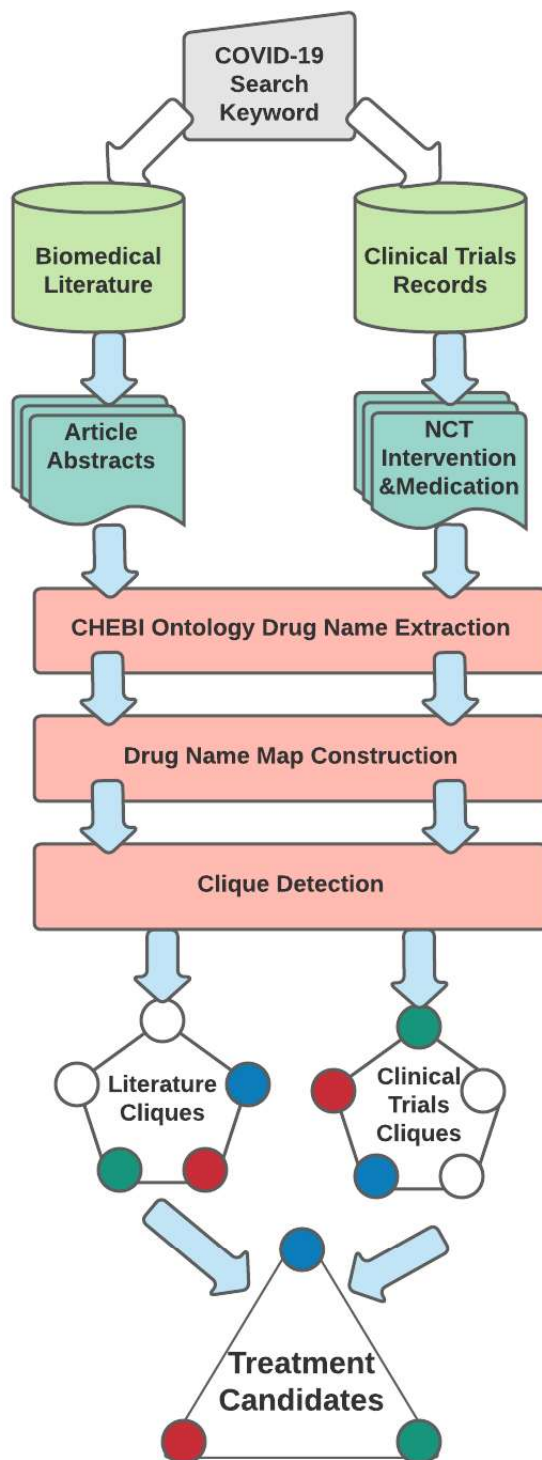 COVID-19
Search
Keyword
Biomedical
Literature
Clinical Trials
Records
Article
Abstracts
NCT
Intervention
&Medication
CHEBI Ontology Drug Name Extraction
Drug Name Map Construction
Clique Detection
Literature
Cliques
Clinical
Trials
Cliques
Treatment
Candidates